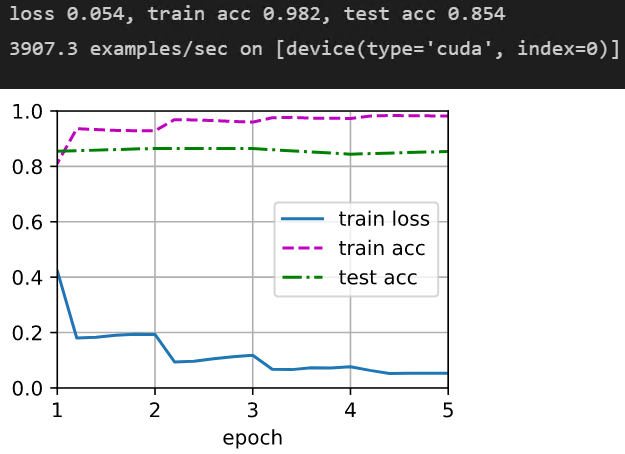 loss 0.054, train acc 0.982, test acc 0.854
3907.3 examples/sec on [device(type='cuda', index=0)]
1.0
0.8
0.6
0.4
0.2
0.0
train loss
train acc
test acc
1 2 3 4 5
epoch